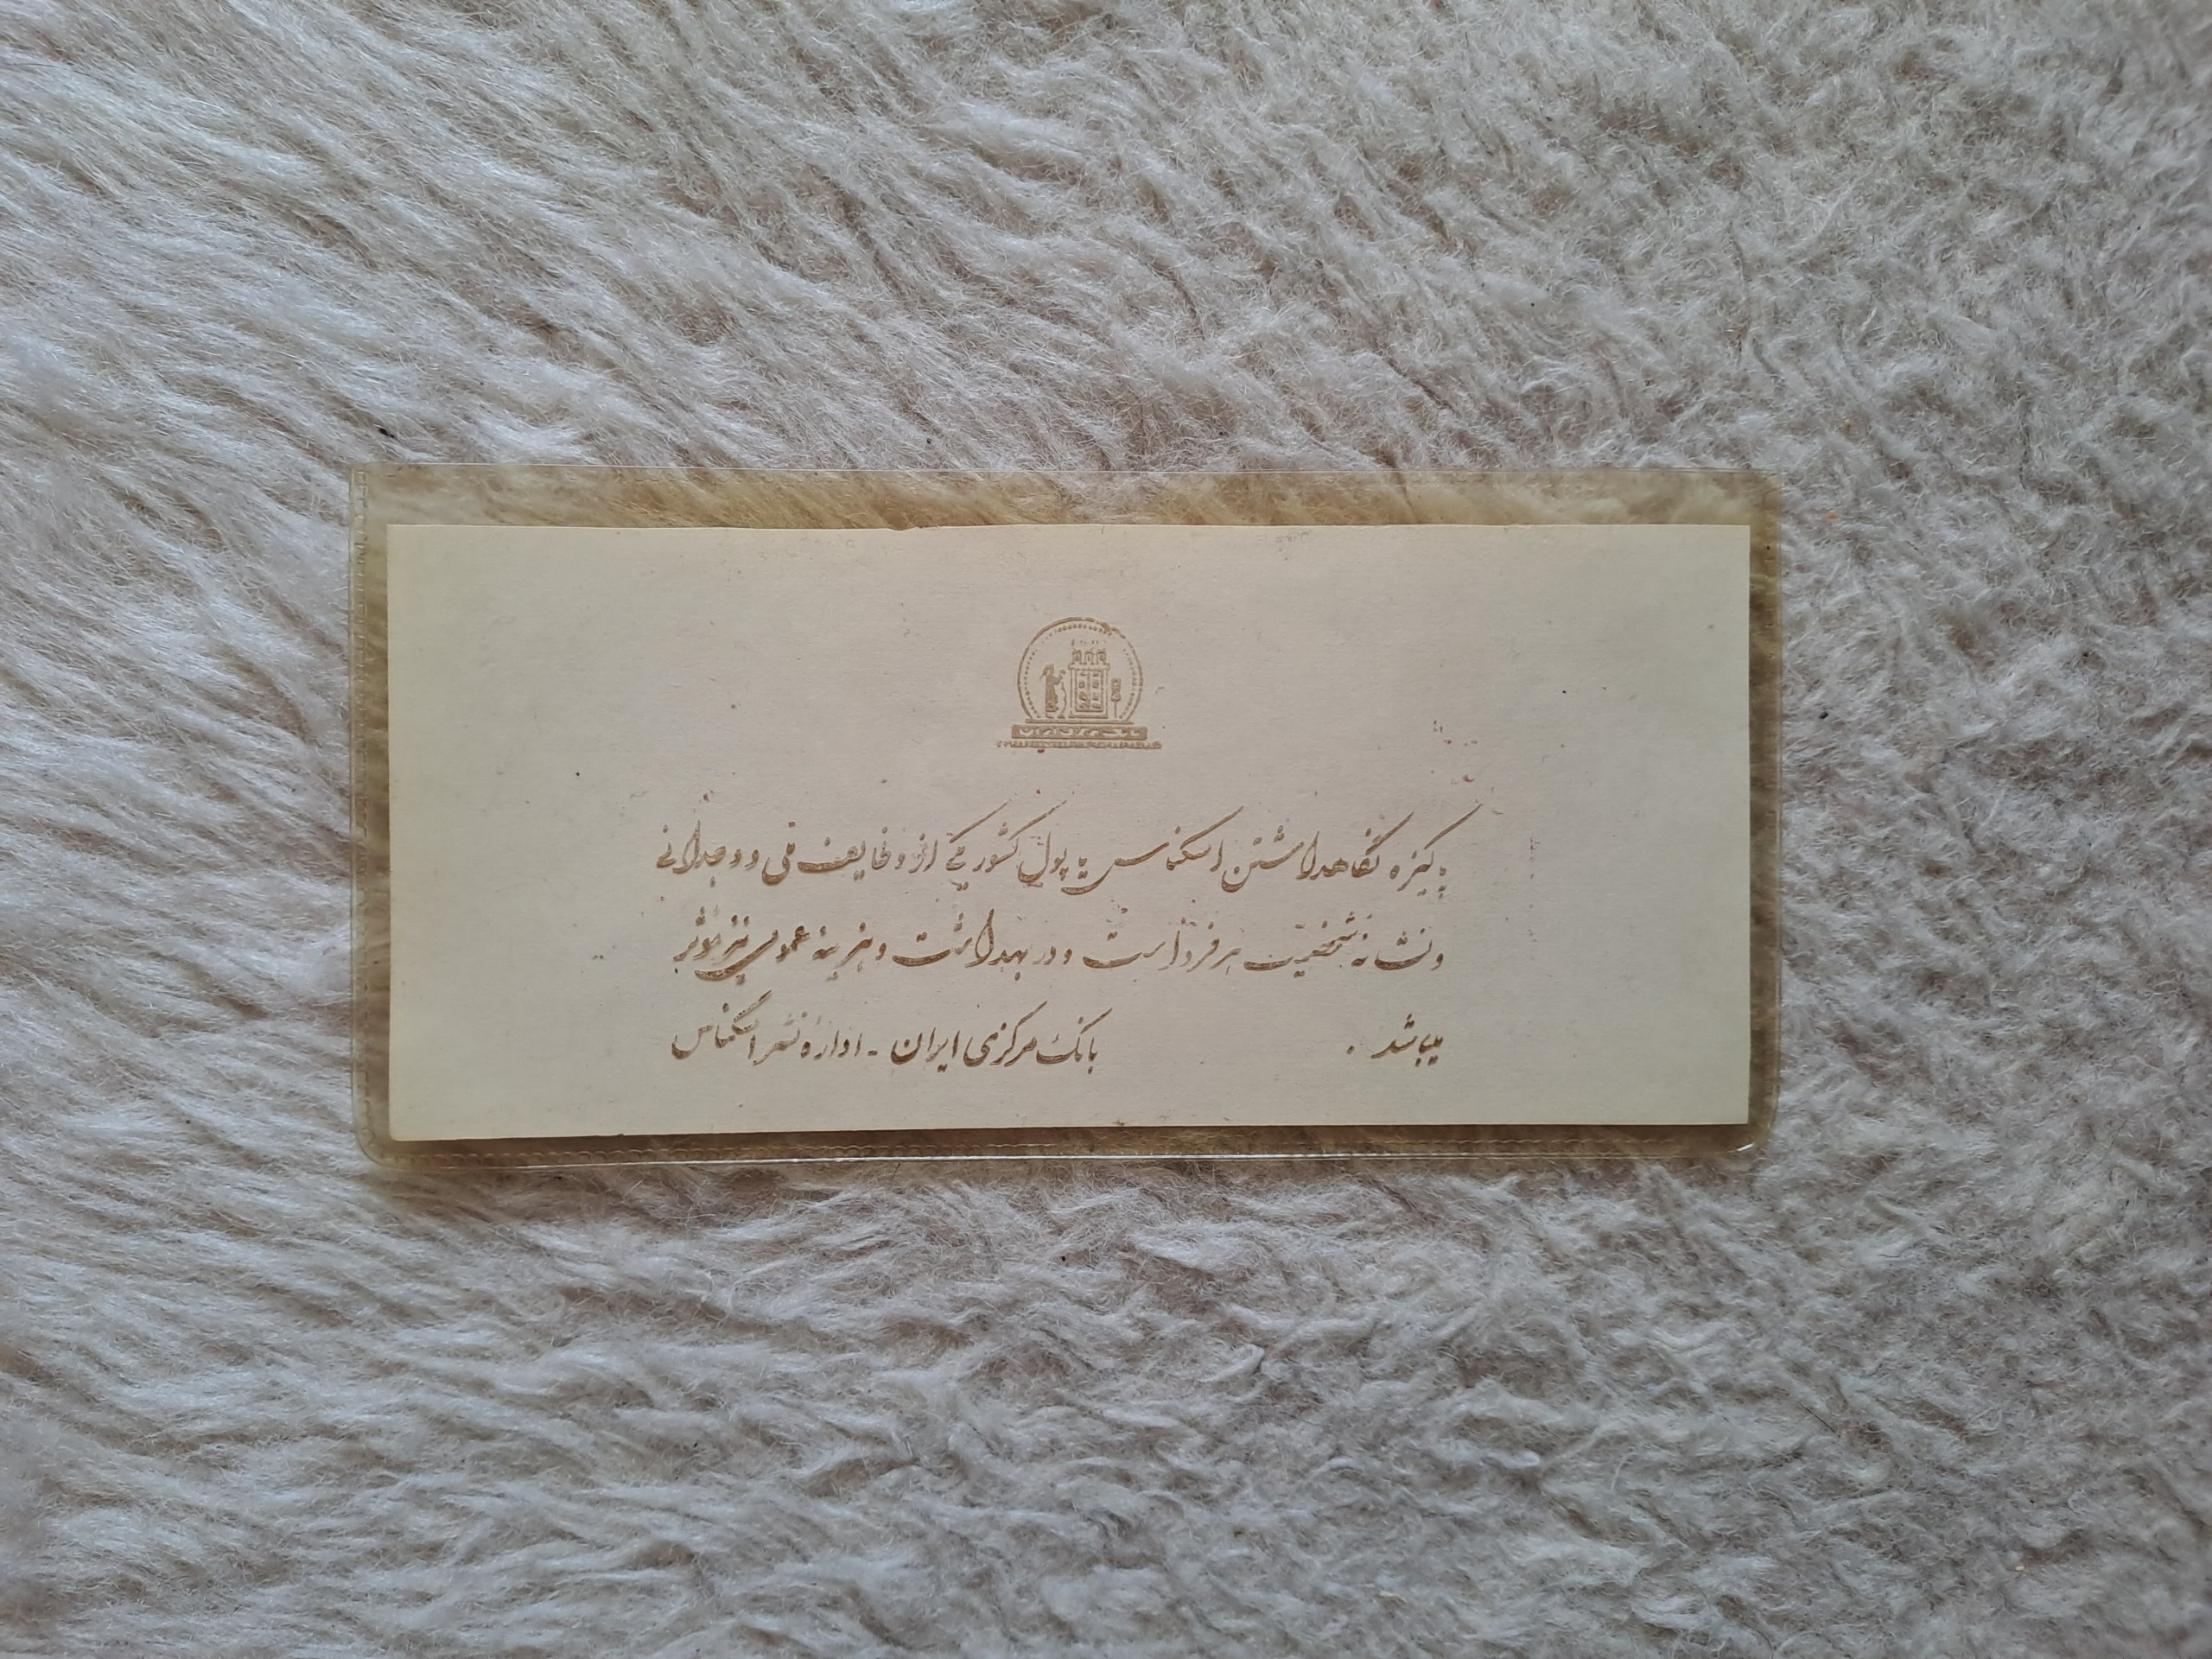 پاکیزه نگاهداشتن اسکناس یا پول کشور یکی از وظایف ملی و وجدانی
و نشانه شخصیت هر فرد است و در بهداشت و هزینهٔ عمومی نیز مؤثر
میباشد .
بانک مرکزی ایران - ادارهٔ نشر اسکناس